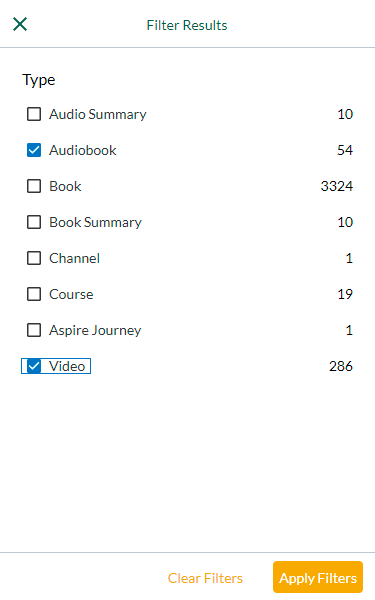 Filter Results
Type
Audio Summary 10
Audiobook 54
Book 3324
Book Summary 10
Channel 1
Course 19
Aspire Journey 1
Video 286
Clear Filters Apply Filters